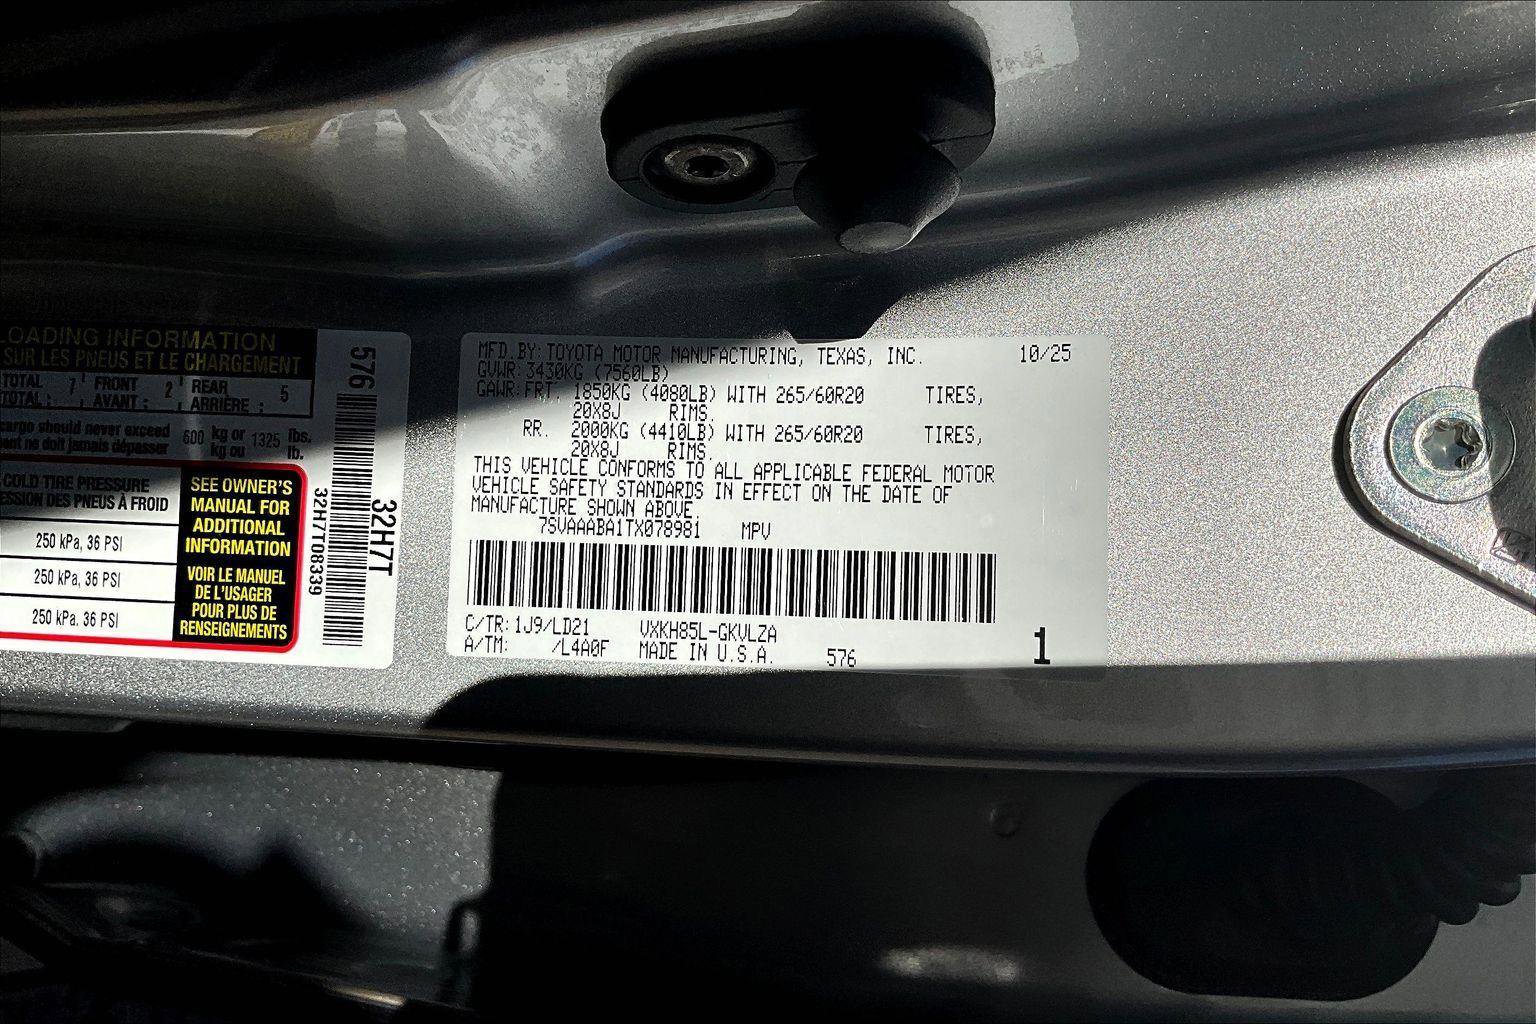 LOADING INFORMATION
SUR LES PNEUS ET LE CHARGEMENT
TOTAL 7 FRONT 2 REAR 5
TOTAL : AVANT : ARRIÈRE :
cargo should never exceed 600 kg or 1325 lbs.
ne doit jamais dépasser kg ou lb.
COLD TIRE PRESSURE
DES PNEUS À FROID
250 kPa, 36 PSI
250 kPa, 36 PSI
250 kPa. 36 PSI
SEE OWNER'S
MANUAL FOR
ADDITIONAL
INFORMATION
VOIR LE MANUEL
DE L'USAGER
POUR PLUS DE
RENSEIGNEMENTS
576
32H7T08339
32H7T
MFD.BY:TOYOTA MOTOR MANUFACTURING, TEXAS, INC. 10/25
GVWR:3430KG (7560LB)
GAWR:FRT. 1850KG (4080LB) WITH 265/60R20 TIRES,
20X8J RIMS.
RR. 2000KG (4410LB) WITH 265/60R20 TIRES,
20X8J RIMS.
THIS VEHICLE CONFORMS TO ALL APPLICABLE FEDERAL MOTOR
VEHICLE SAFETY STANDARDS IN EFFECT ON THE DATE OF
MANUFACTURE SHOWN ABOVE.
7SVAAABA1TX078981 MPV
C/TR:1J9/LD21 VXKH85L-GKVLZA
A/TM: /L4A0F MADE IN U.S.A. 576 1